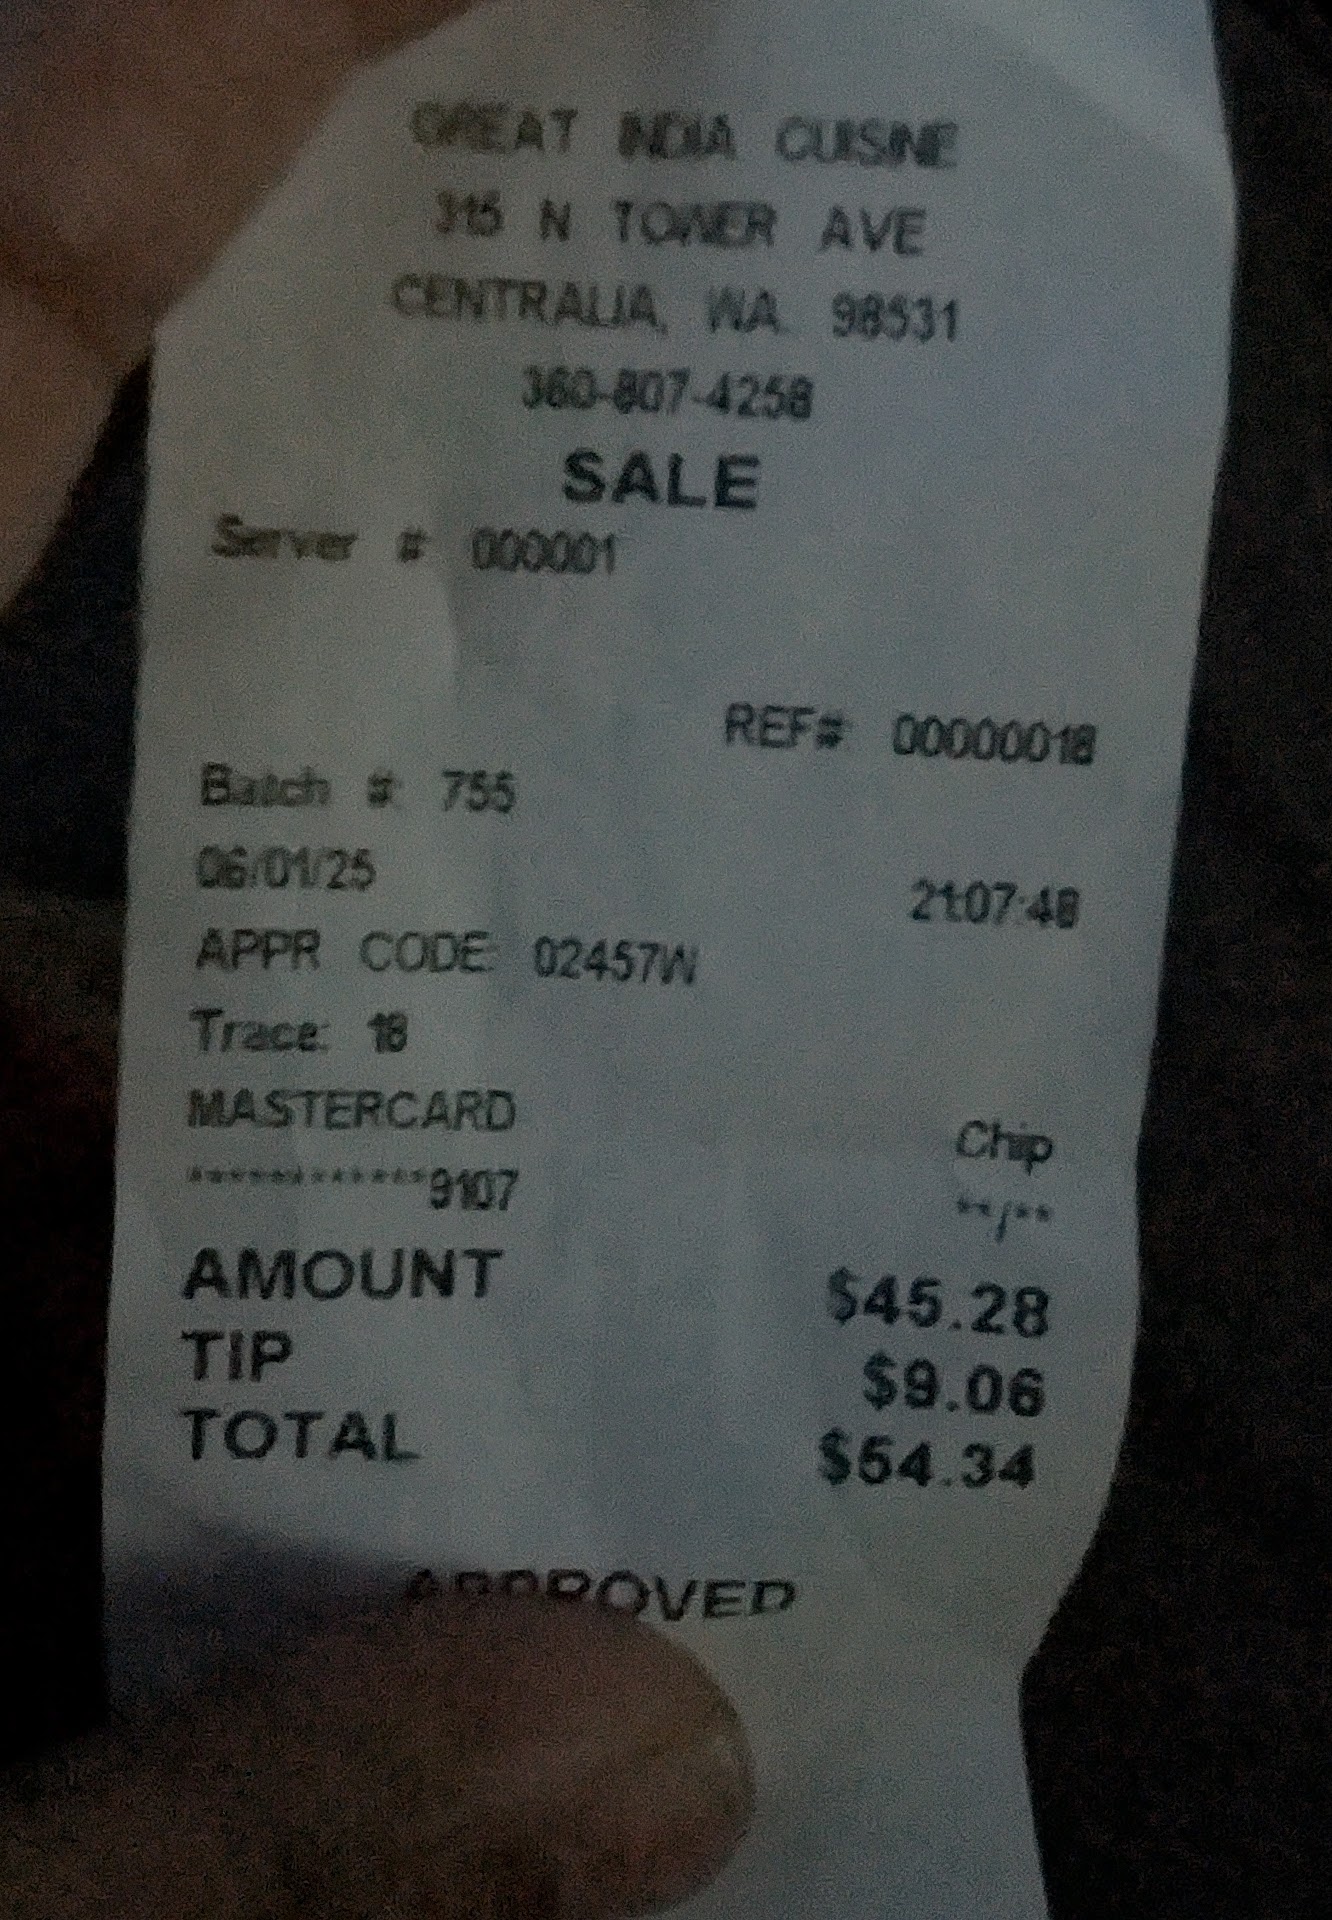 GREAT INDIA CUISINE
315 N TOWER AVE
CENTRALIA, WA 98531
360-807-4258
SALE
Server # 000001
REF# 00000018
Batch # 755
06/01/25 21:07:48
APPR CODE: 02457W
Trace: 18
MASTERCARD Chip
************9107 **/**
AMOUNT $45.28
TIP $9.06
TOTAL $54.34
APPROVED